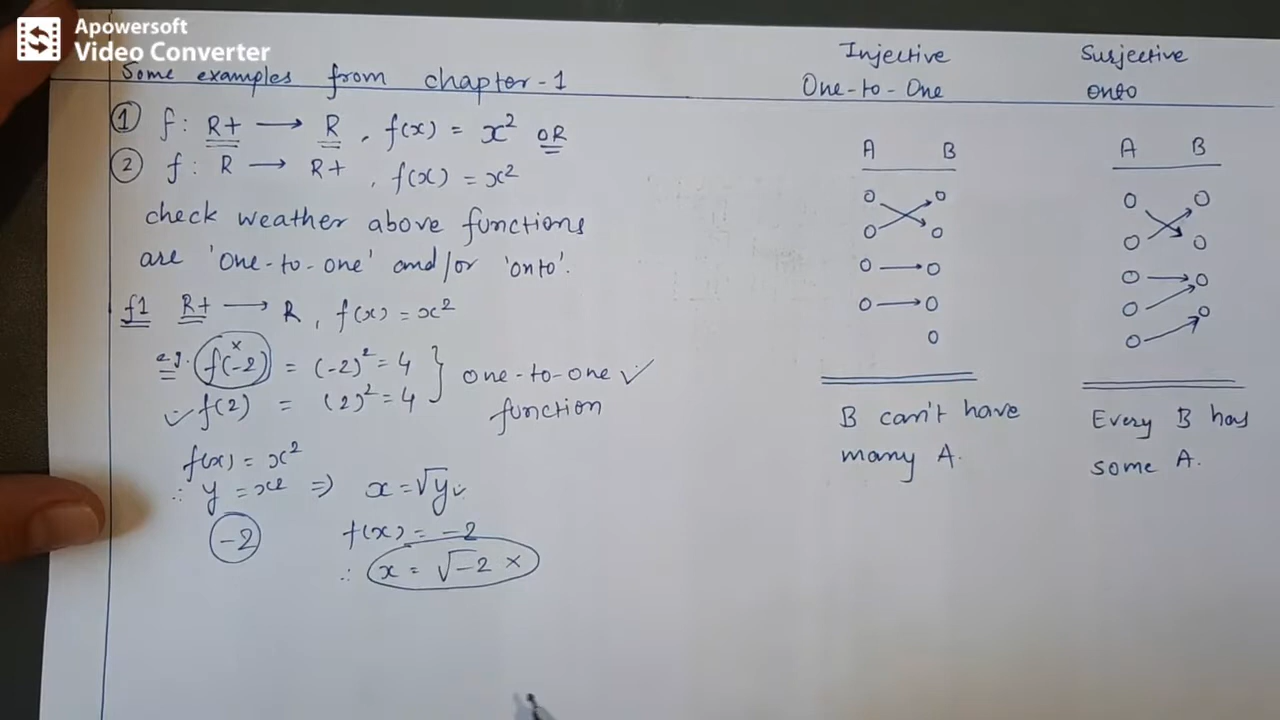 Apowersoft
Video Converter
Some examples from chapter-1
① f: R+ → R, f(x) = x² OR
② f: R → R+, f(x) = x²
check weather above functions
are 'one-to-one' and/or 'onto'.
f1 R+ → R, f(x) = x²
e.g. f(-2) = (-2)² = 4 } one-to-one ✓
× 
✓ f(2) = (2)² = 4 function
f(x) = x²
∴ y = x² ⇒ x = √y ✓
-2 f(x) = -2
∴ x = √-2 ×
Injective
One-to-One
A B
B can't have
many A.
Surjective
onto
A B
Every B has
some A.